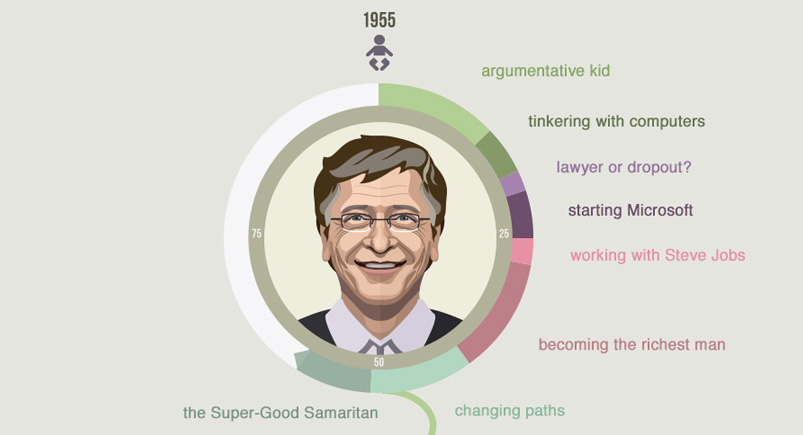 1955
argumentative kid
tinkering with computers
lawyer or dropout?
starting Microsoft
75
25
working with Steve Jobs
becoming the richest man
50
the Super-Good Samaritan
changing paths